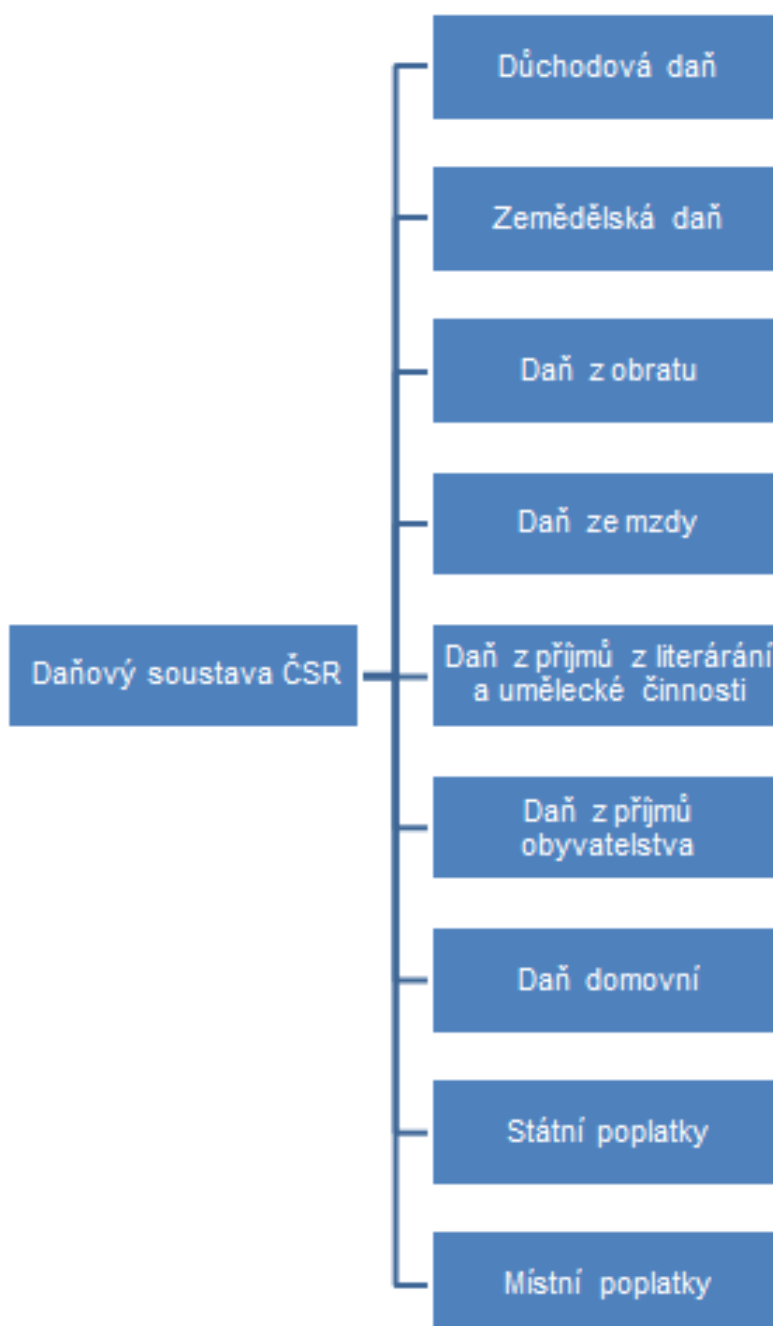 Důchodová daň
Zemědělská daň
Daň z obratu
Daň ze mzdy
Daňový soustava ČSR
Daň z příjmů z literárání
a umělecké činnosti
Daň z příjmů
obyvatelstva
Daň domovní
Státní poplatky
Místní poplatky